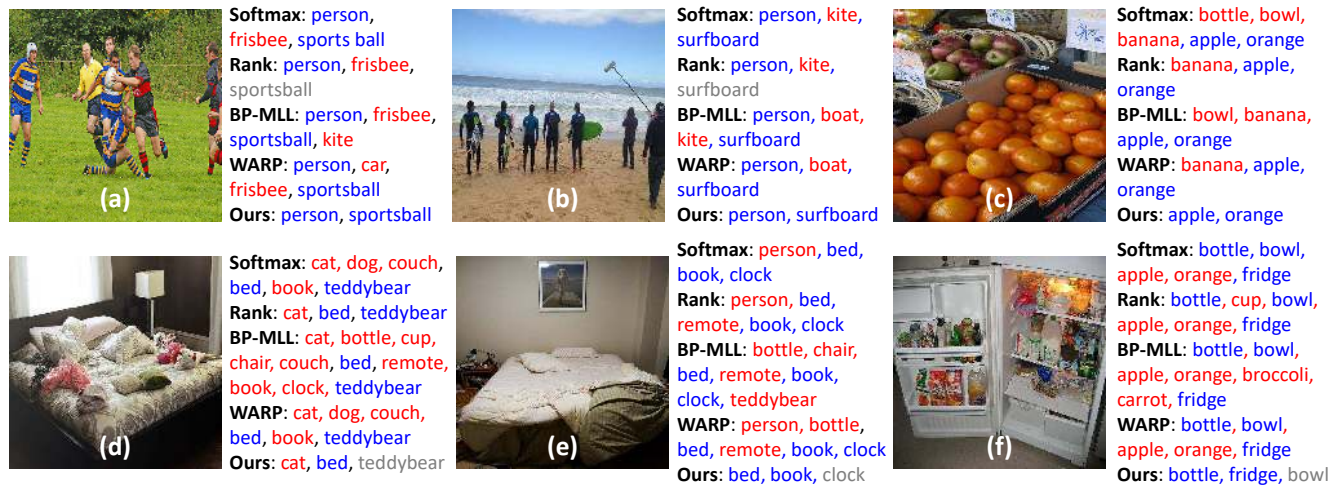 Softmax: person,
frisbee, sports ball
Rank: person, frisbee,
sportsball
BP-MLL: person, frisbee,
sportsball, kite
WARP: person, car,
frisbee, sportsball
Ours: person, sportsball
(a)
Softmax: person, kite,
surfboard
Rank: person, kite,
surfboard
BP-MLL: person, boat,
kite, surfboard
WARP: person, boat,
surfboard
Ours: person, surfboard
(b)
Softmax: bottle, bowl,
banana, apple, orange
Rank: banana, apple,
orange
BP-MLL: bowl, banana,
apple, orange
WARP: banana, apple,
orange
Ours: apple, orange
(c)
Softmax: cat, dog, couch,
bed, book, teddybear
Rank: cat, bed, teddybear
BP-MLL: cat, bottle, cup,
chair, couch, bed, remote,
book, clock, teddybear
WARP: cat, dog, couch,
bed, book, teddybear
Ours: cat, bed, teddybear
(d)
Softmax: person, bed,
book, clock
Rank: person, bed,
remote, book, clock
BP-MLL: bottle, chair,
bed, remote, book,
clock, teddybear
WARP: person, bottle,
bed, remote, book, clock
Ours: bed, book, clock
(e)
Softmax: bottle, bowl,
apple, orange, fridge
Rank: bottle, cup, bowl,
apple, orange, fridge
BP-MLL: bottle, bowl,
apple, orange, broccoli,
carrot, fridge
WARP: bottle, bowl,
apple, orange, fridge
Ours: bottle, fridge, bowl
(f)